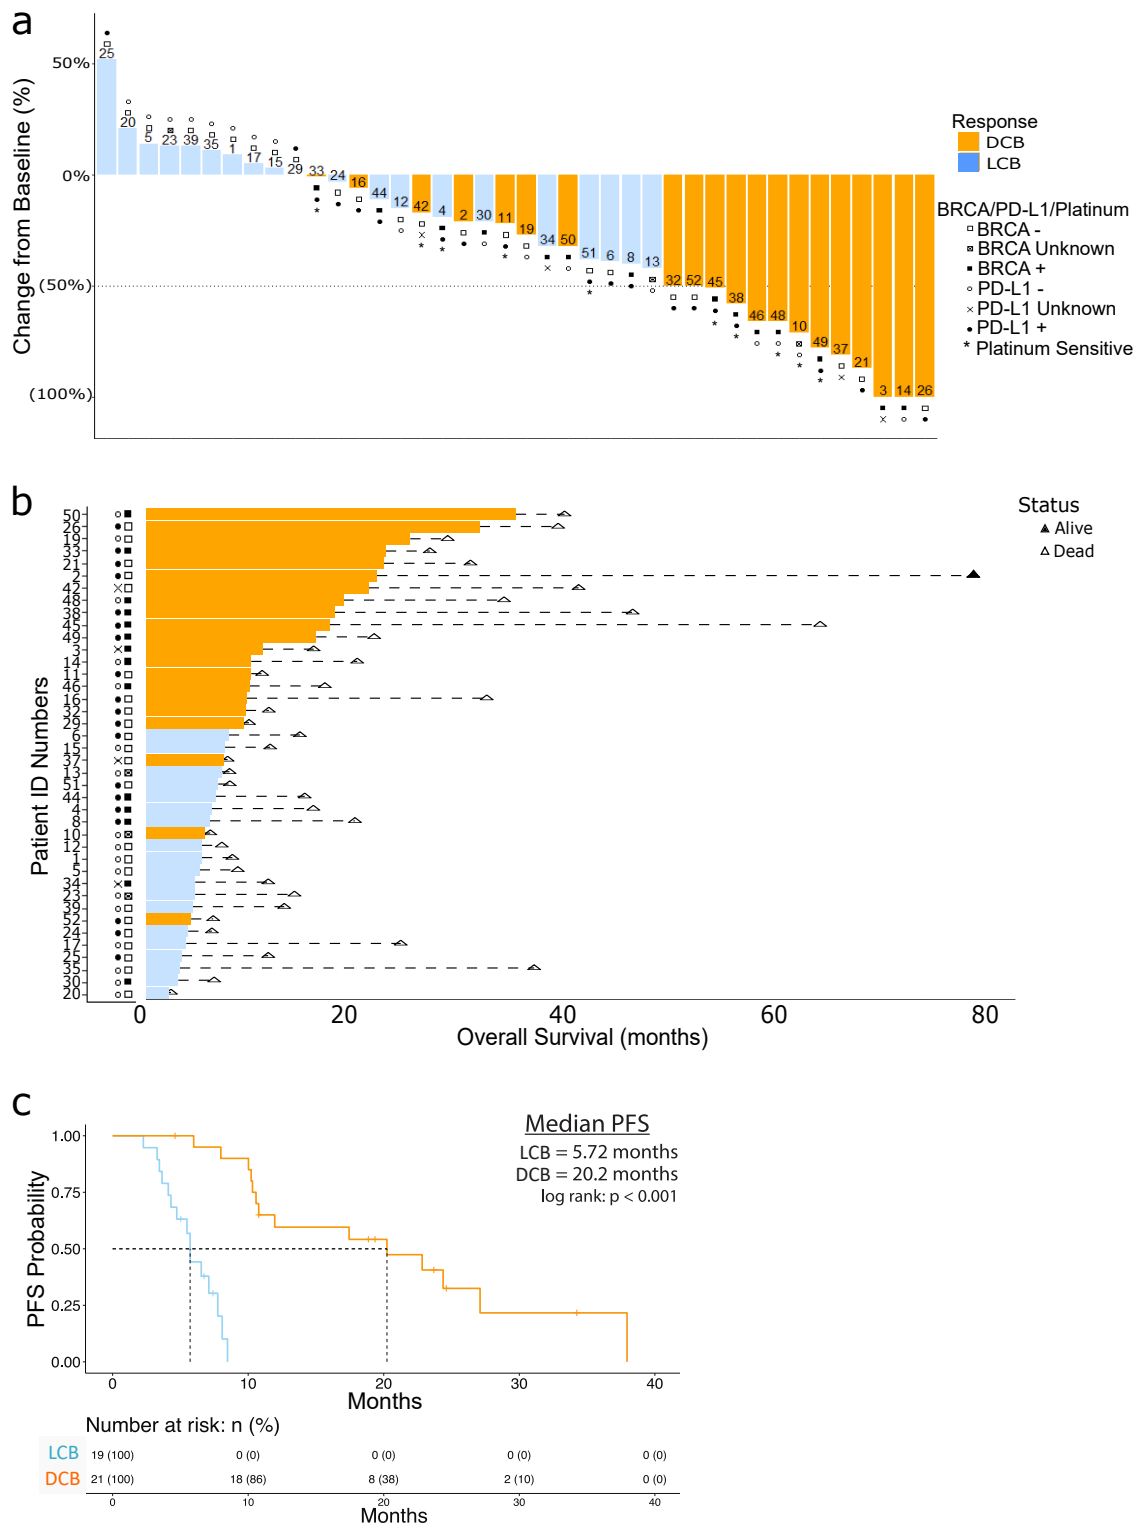 a
Change from Baseline (%)
50%
0%
(50%)
(100%)
25
20
5
23
39
35
1
17
15
29
33
24
16
44
12
42
4
2
30
11
19
34
50
51
6
8
13
32
52
45
38
46
48
10
49
37
21
3
14
26
Response
DCB
LCB
BRCA/PD-L1/Platinum
BRCA -
BRCA Unknown
BRCA +
PD-L1 -
PD-L1 Unknown
PD-L1 +
* Platinum Sensitive
b
Patient ID Numbers
50
26
19
33
21
2
42
48
38
45
49
3
14
11
46
16
32
29
6
15
37
13
51
44
4
8
10
12
1
5
34
23
39
52
24
17
25
35
30
20
0 20 40 60 80
Overall Survival (months)
Status
Alive
Dead
c
PFS Probability
1.00
0.75
0.50
0.25
0.00
Median PFS
LCB = 5.72 months
DCB = 20.2 months
log rank: p < 0.001
0 10 20 30 40
Months
Number at risk: n (%)
LCB 19 (100) 0 (0) 0 (0) 0 (0) 0 (0)
DCB 21 (100) 18 (86) 8 (38) 2 (10) 0 (0)
0 10 20 30 40
Months